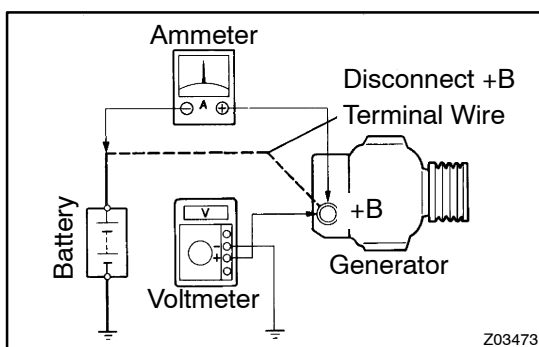 Ammeter
Disconnect +B
Terminal Wire
− A +
V
−
+
+B
Battery
Voltmeter
Generator
Z03473